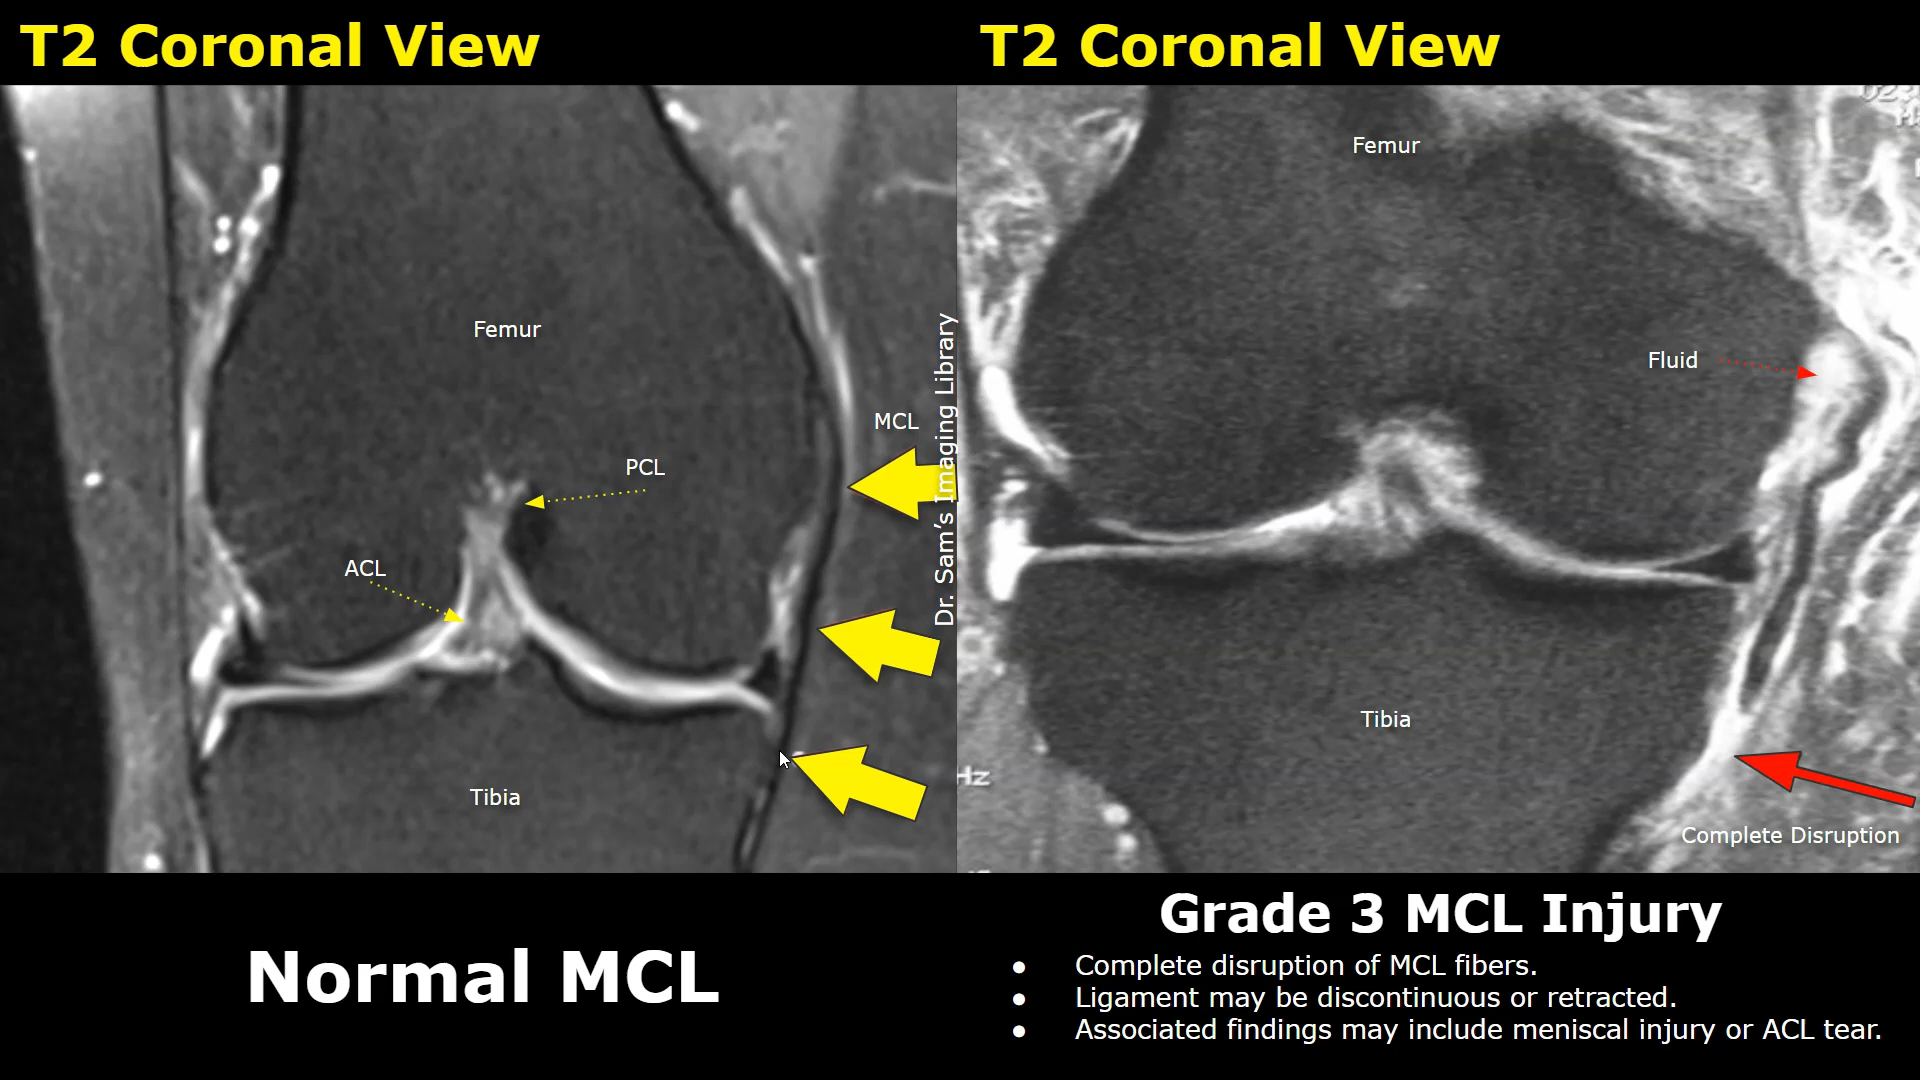 T2 Coronal View
T2 Coronal View
Femur
Femur
Fluid
MCL
PCL
ACL
Tibia
Tibia
Hz
Complete Disruption
Dr. Sam’s Imaging Library
Normal MCL
Grade 3 MCL Injury
● Complete disruption of MCL fibers.
● Ligament may be discontinuous or retracted.
● Associated findings may include meniscal injury or ACL tear.